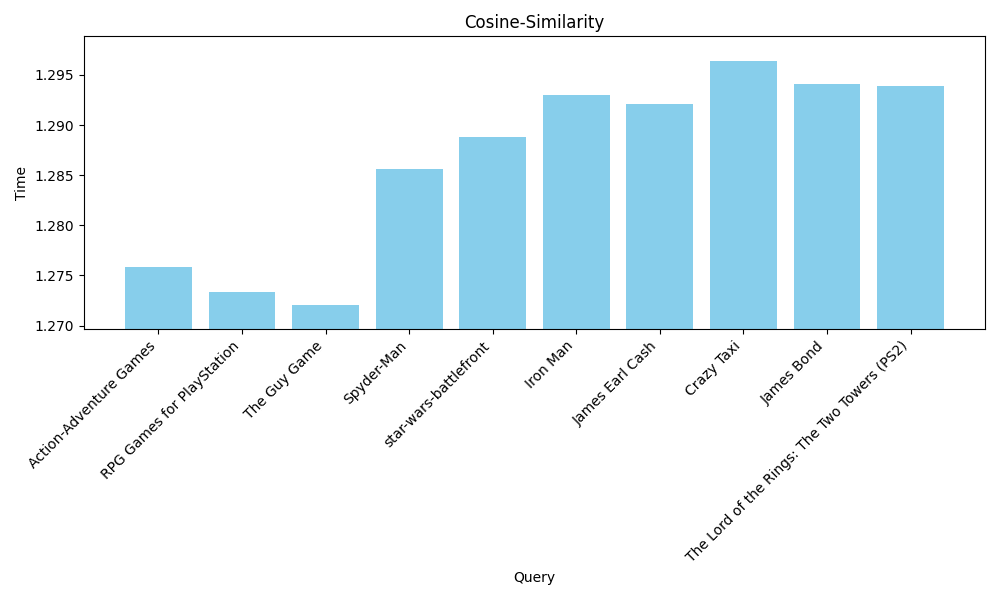 Cosine-Similarity
Time
1.295
1.290
1.285
1.280
1.275
1.270
Action-Adventure Games
RPG Games for PlayStation
The Guy Game
Spyder-Man
star-wars-battlefront
Iron Man
James Earl Cash
Crazy Taxi
James Bond
The Lord of the Rings: The Two Towers (PS2)
Query